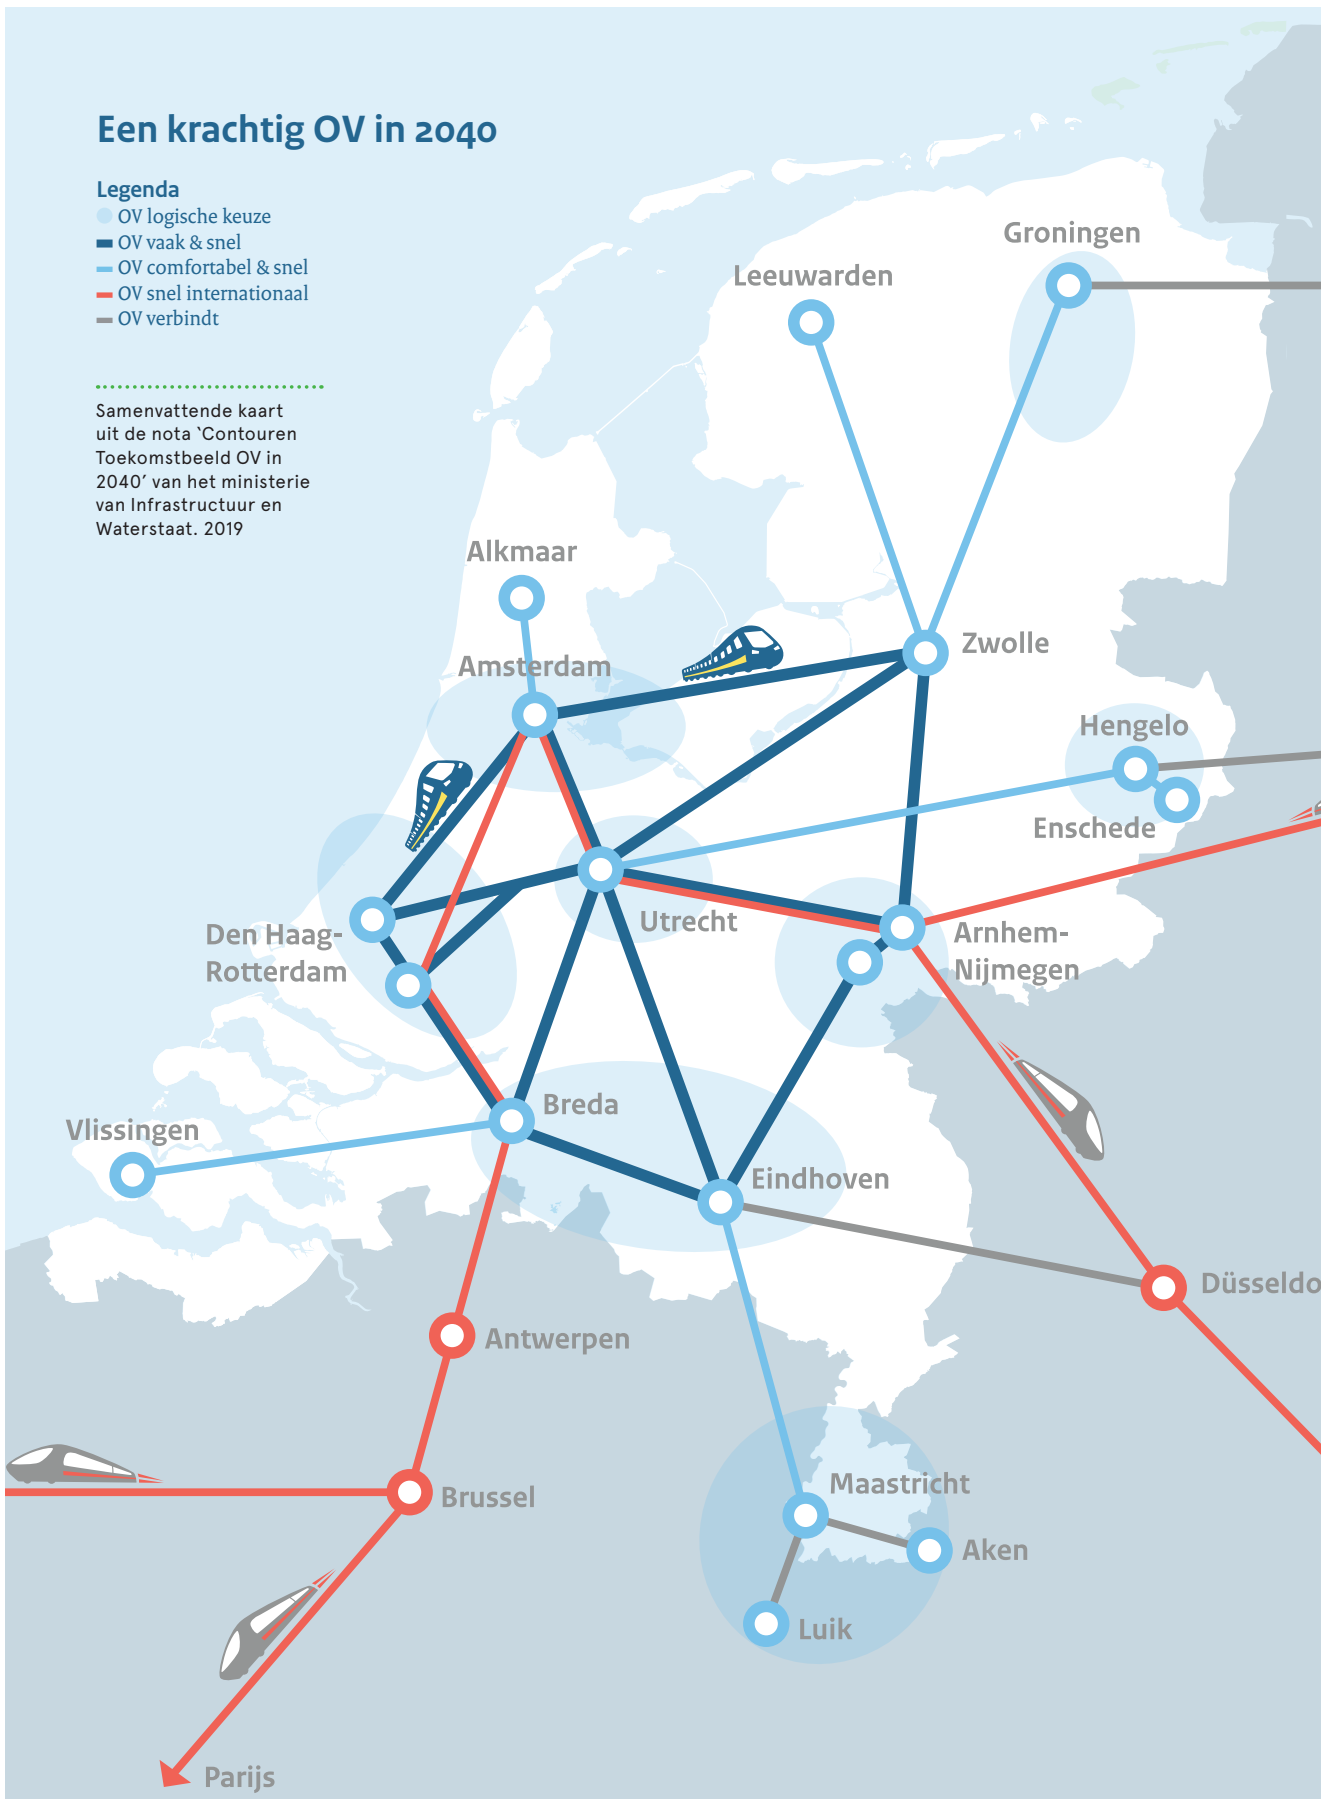 Een krachtig OV in 2040
Legenda
OV logische keuze
OV vaak & snel
OV comfortabel & snel
OV snel internationaal
OV verbindt
Samenvattende kaart
uit de nota ‘Contouren
Toekomstbeeld OV in
2040’ van het ministerie
van Infrastructuur en
Waterstaat. 2019
Groningen
Leeuwarden
Alkmaar
Amsterdam
Zwolle
Hengelo
Enschede
Utrecht
Den Haag-
Rotterdam
Arnhem-
Nijmegen
Breda
Vlissingen
Eindhoven
Düsseldo
Antwerpen
Maastricht
Brussel
Aken
Luik
Parijs